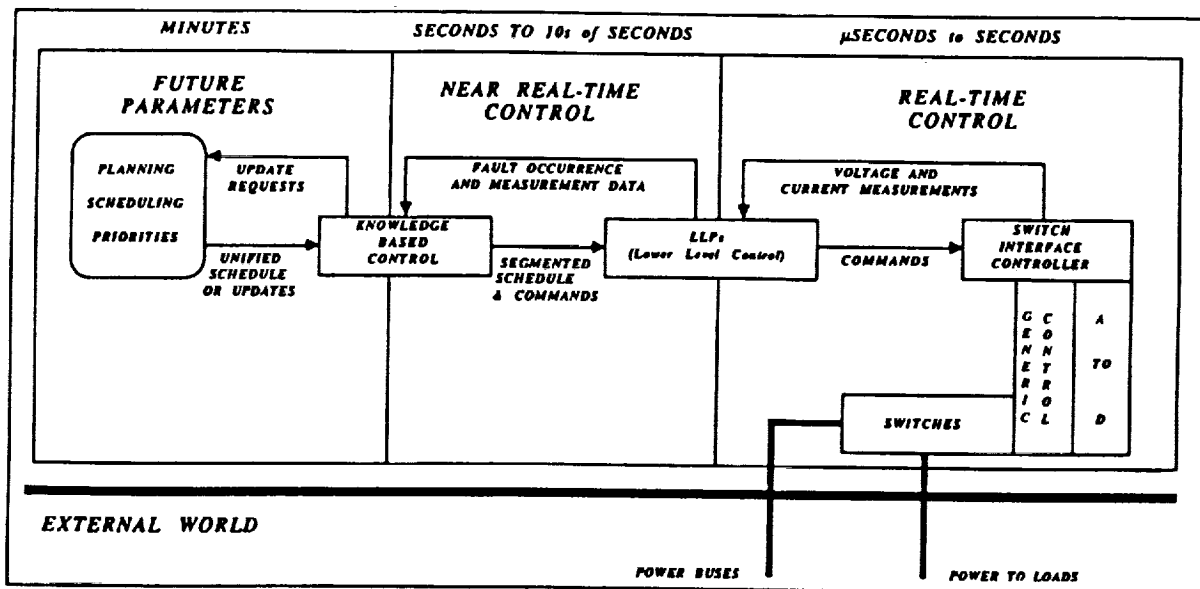 MINUTES
SECONDS TO 10s of SECONDS
µSECONDS to SECONDS
FUTURE
PARAMETERS
NEAR REAL-TIME
CONTROL
REAL-TIME
CONTROL
PLANNING
SCHEDULING
PRIORITIES
UPDATE
REQUESTS
UNIFIED
SCHEDULE
OR UPDATES
KNOWLEDGE
BASED
CONTROL
FAULT OCCURRENCE
AND MEASUREMENT DATA
SEGMENTED
SCHEDULE
& COMMANDS
LLPs
(Lower Level Control)
VOLTAGE AND
CURRENT MEASUREMENTS
COMMANDS
SWITCH
INTERFACE
CONTROLLER
GENERIC
CONTROL
A
TO
D
SWITCHES
EXTERNAL WORLD
POWER BUSES
POWER TO LOADS